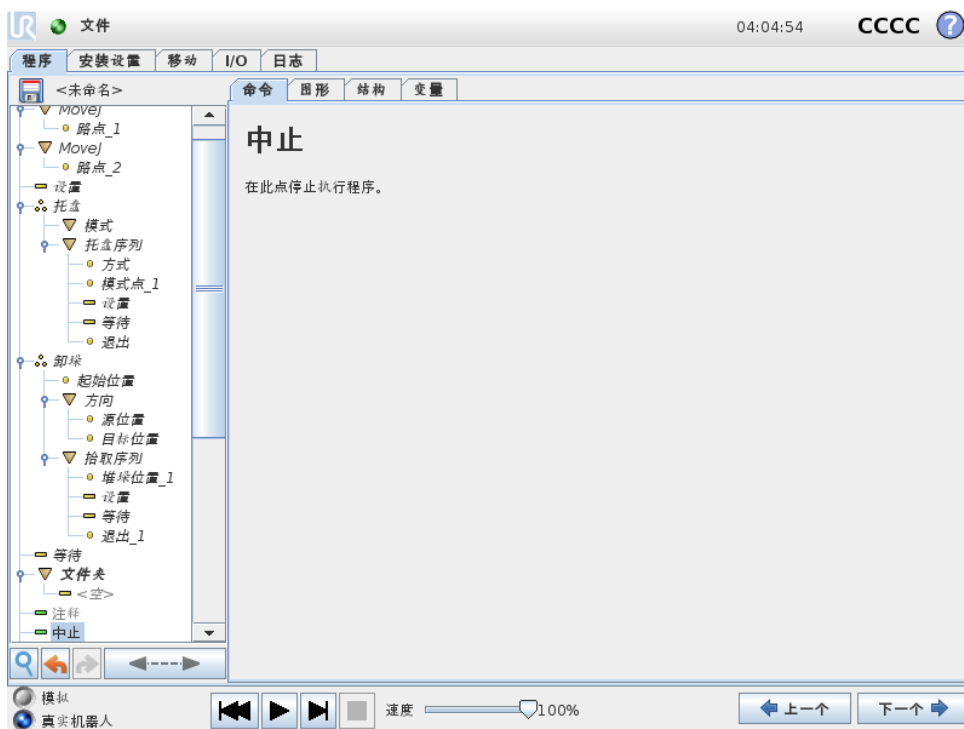 UR 文件 04:04:54 CCCC ?
程序 安装设置 移动 I/O 日志
<未命名> 命令 图形 结构 变量
MoveJ
路点_1
MoveJ
路点_2
设置
托盘
模式
托盘序列
方式
模式点_1
设置
等待
退出
卸垛
起始位置
方向
源位置
目标位置
拾取序列
堆垛位置_1
设置
等待
退出_1
等待
文件夹
<空>
注释
中止
中止
在此点停止执行程序。
模拟
真实机器人
速度 100%
上一个 下一个